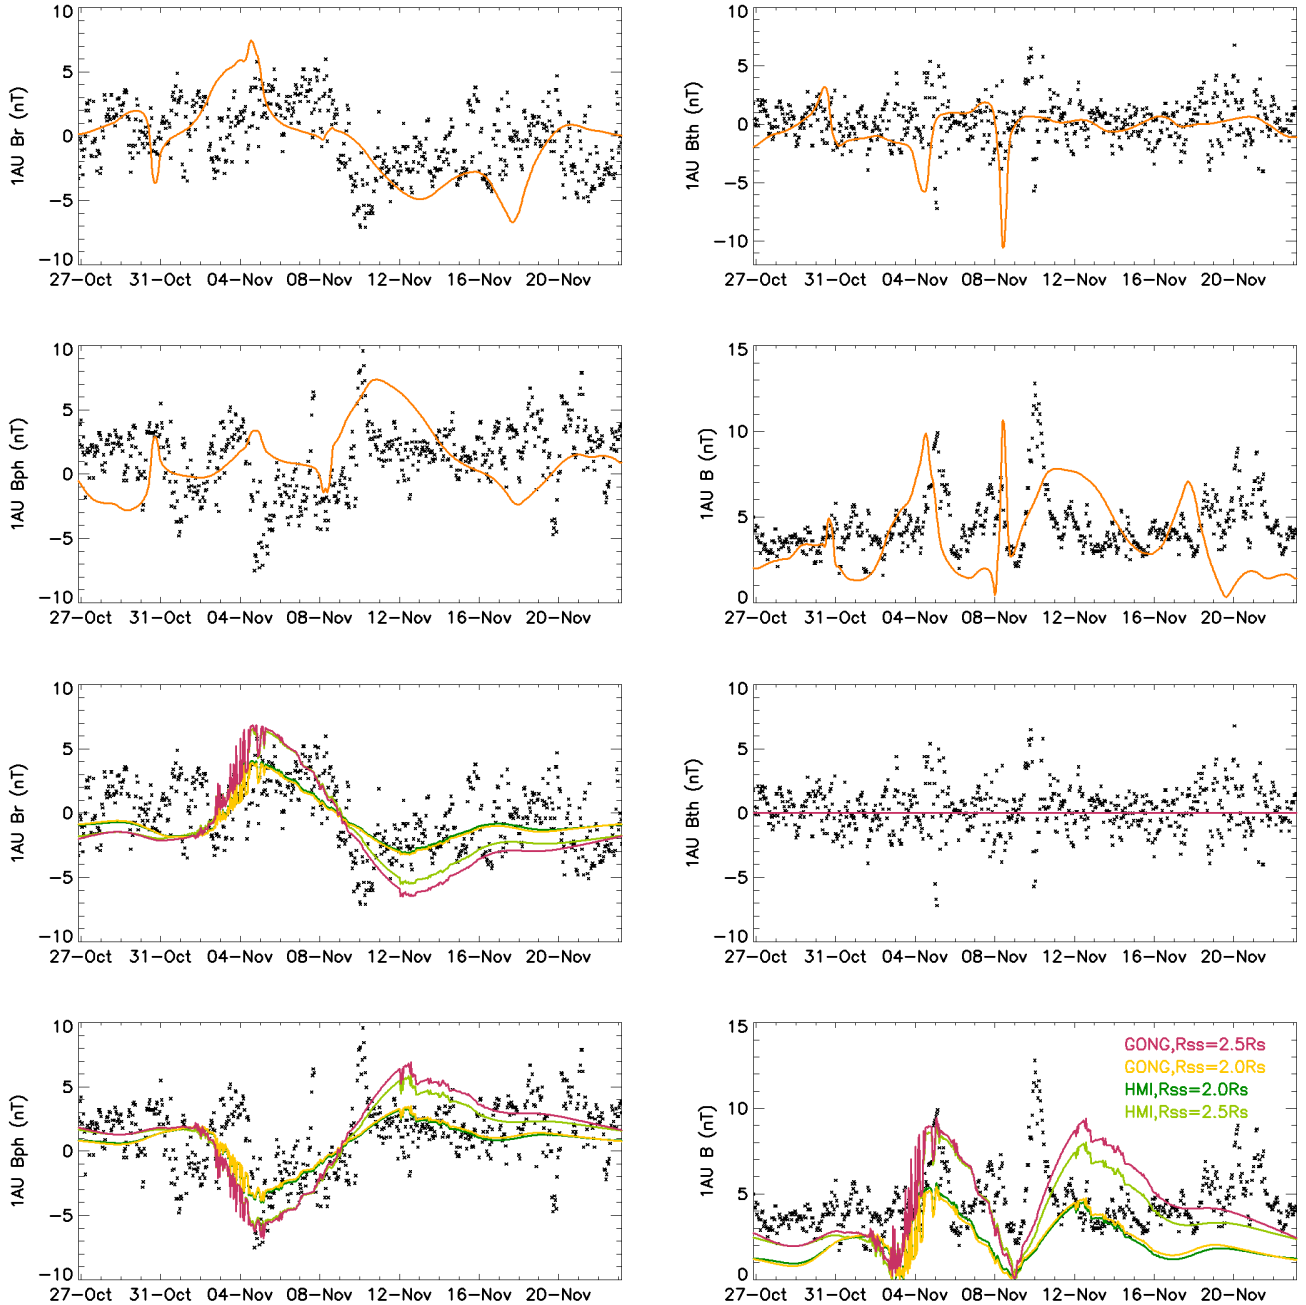 10
5
0
−5
−10
1AU Br (nT)
27−Oct 31−Oct 04−Nov 08−Nov 12−Nov 16−Nov 20−Nov
10
5
0
−5
−10
1AU Bth (nT)
27−Oct 31−Oct 04−Nov 08−Nov 12−Nov 16−Nov 20−Nov
10
5
0
−5
−10
1AU Bph (nT)
27−Oct 31−Oct 04−Nov 08−Nov 12−Nov 16−Nov 20−Nov
15
10
5
0
1AU B (nT)
27−Oct 31−Oct 04−Nov 08−Nov 12−Nov 16−Nov 20−Nov
10
5
0
−5
−10
1AU Br (nT)
27−Oct 31−Oct 04−Nov 08−Nov 12−Nov 16−Nov 20−Nov
10
5
0
−5
−10
1AU Bth (nT)
27−Oct 31−Oct 04−Nov 08−Nov 12−Nov 16−Nov 20−Nov
10
5
0
−5
−10
1AU Bph (nT)
27−Oct 31−Oct 04−Nov 08−Nov 12−Nov 16−Nov 20−Nov
15
10
5
0
1AU B (nT)
GONG,Rss=2.5Rs
GONG,Rss=2.0Rs
HMI,Rss=2.0Rs
HMI,Rss=2.5Rs
27−Oct 31−Oct 04−Nov 08−Nov 12−Nov 16−Nov 20−Nov